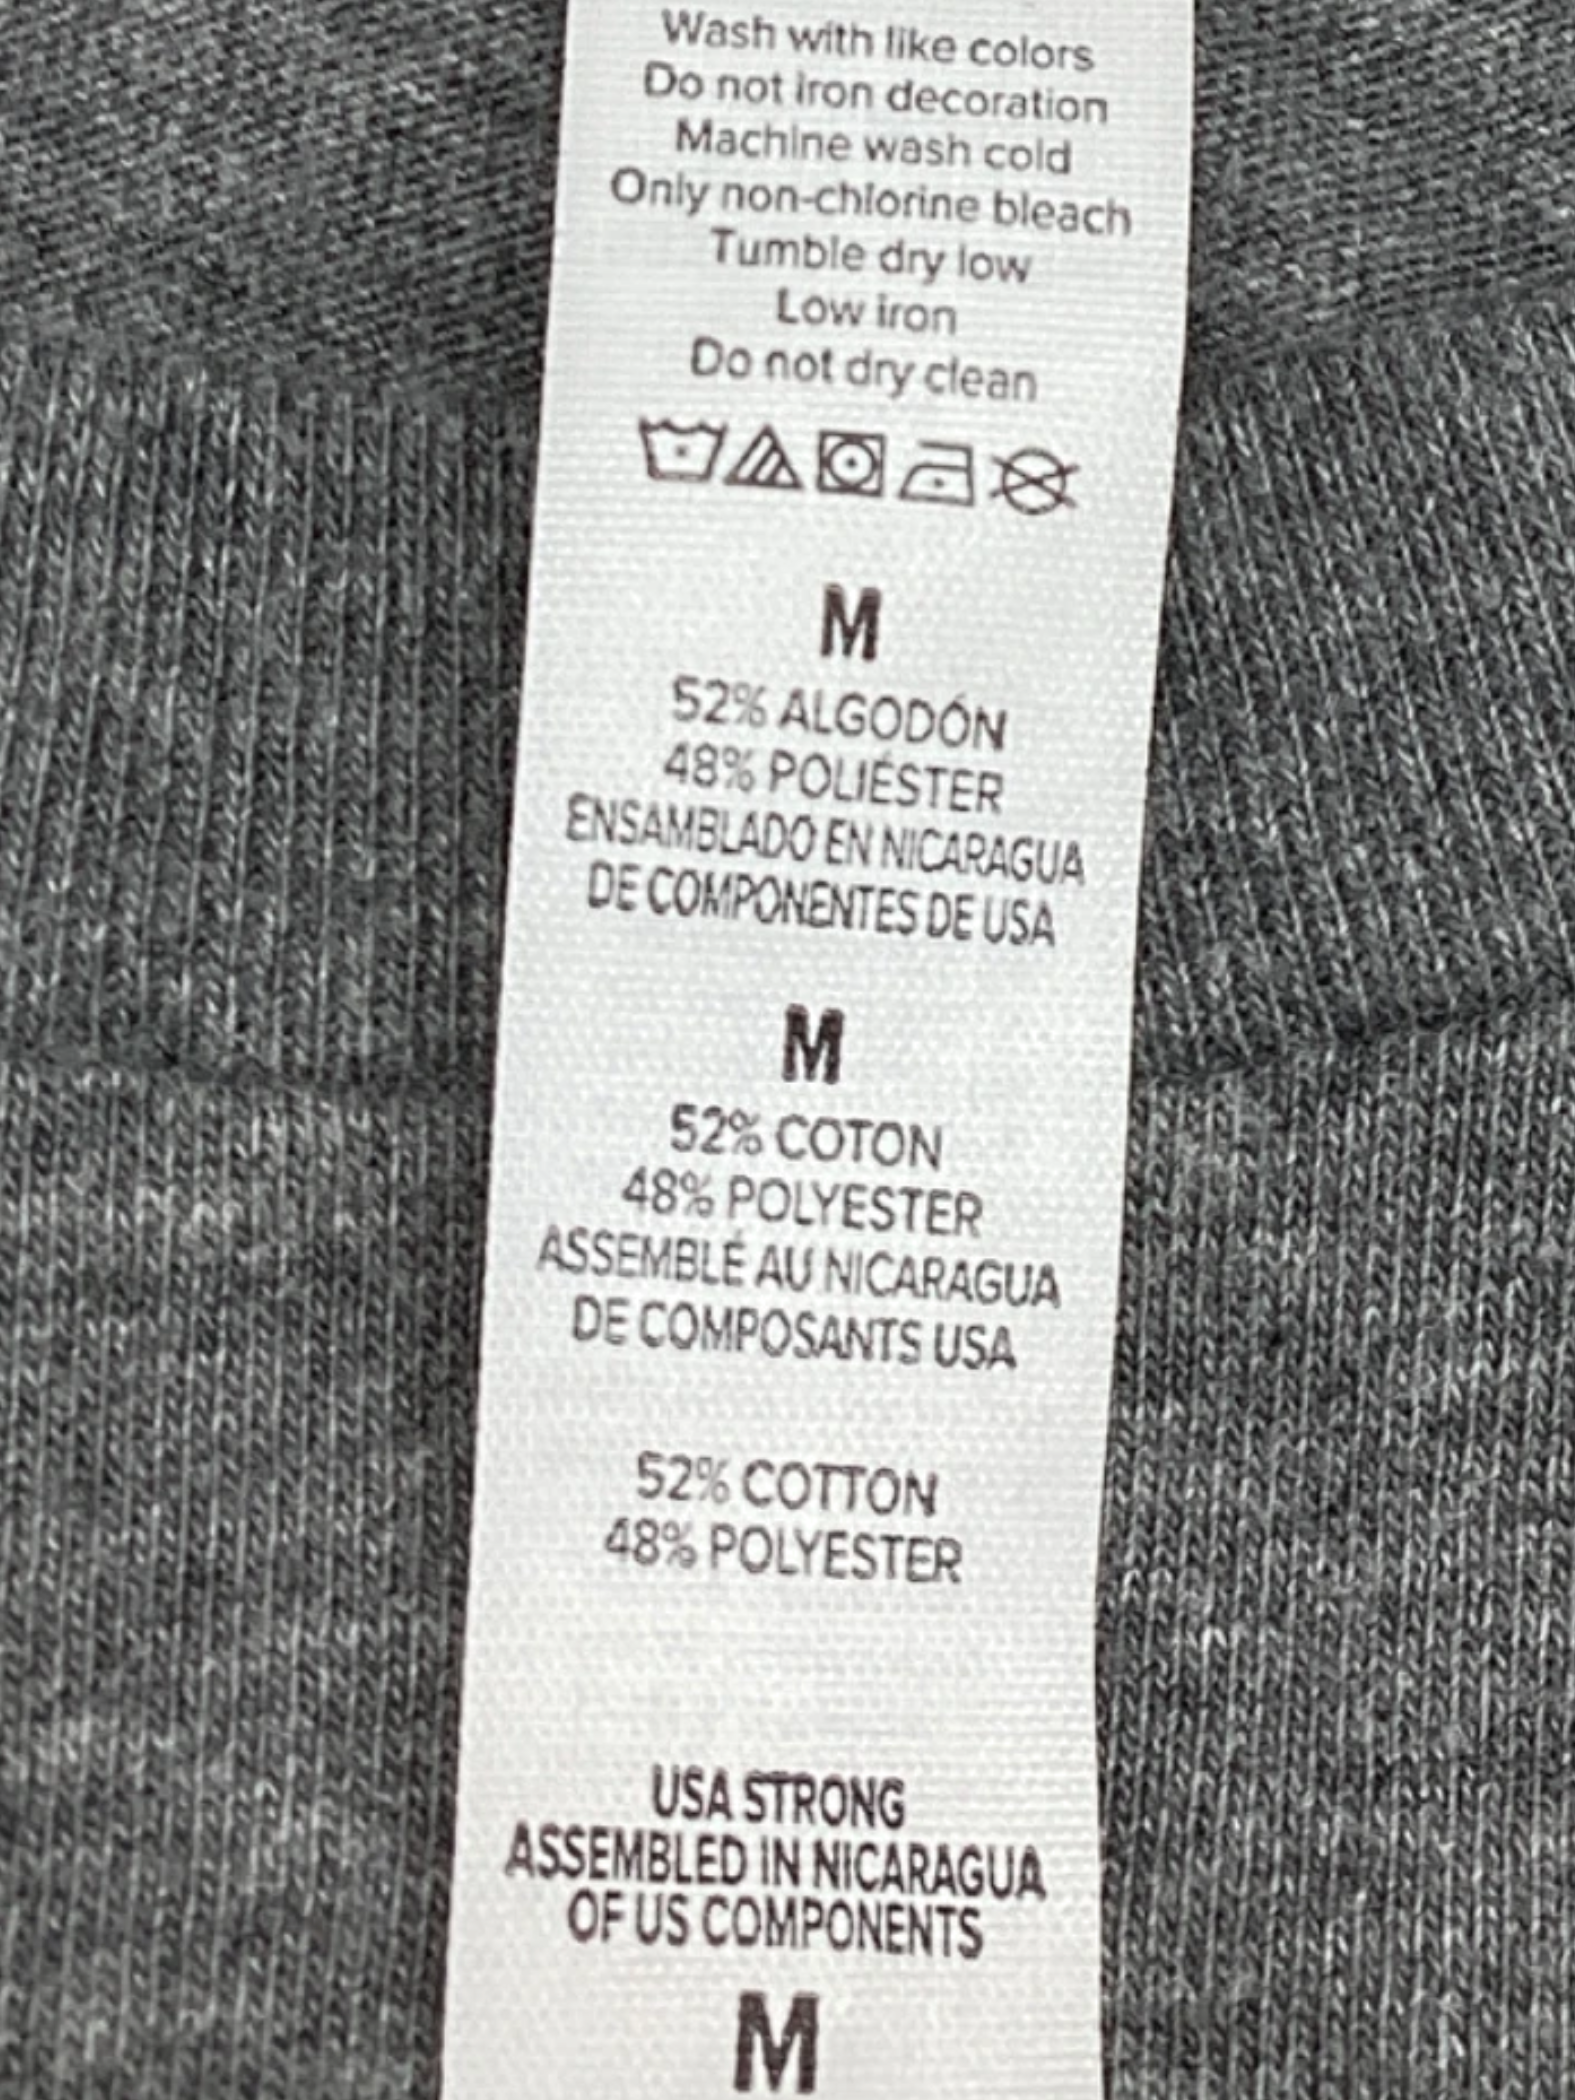 Wash with like colors
Do not iron decoration
Machine wash cold
Only non-chlorine bleach
Tumble dry low
Low iron
Do not dry clean
M
52% ALGODÓN
48% POLIÉSTER
ENSAMBLADO EN NICARAGUA
DE COMPONENTES DE USA
M
52% COTON
48% POLYESTER
ASSEMBLÉ AU NICARAGUA
DE COMPOSANTS USA
52% COTTON
48% POLYESTER
USA STRONG
ASSEMBLED IN NICARAGUA
OF US COMPONENTS
M